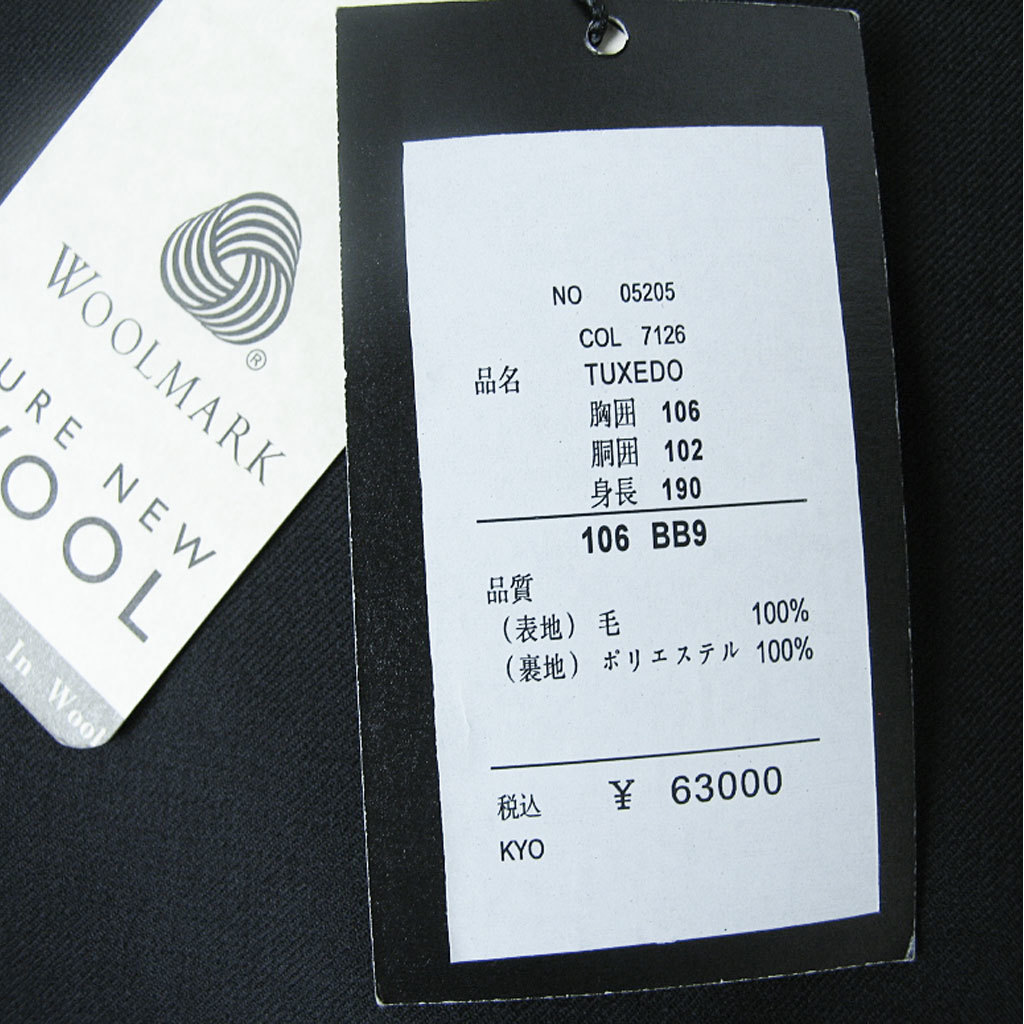 WOOLMARK
®
URE NEW
OOL
In Wool
NO 05205
COL 7126
品名 TUXEDO
胸囲 106
胴囲 102
身長 190
106 BB9
品質
(表地) 毛 100%
(裏地) ポリエステル 100%
税込 ¥ 63000
KYO